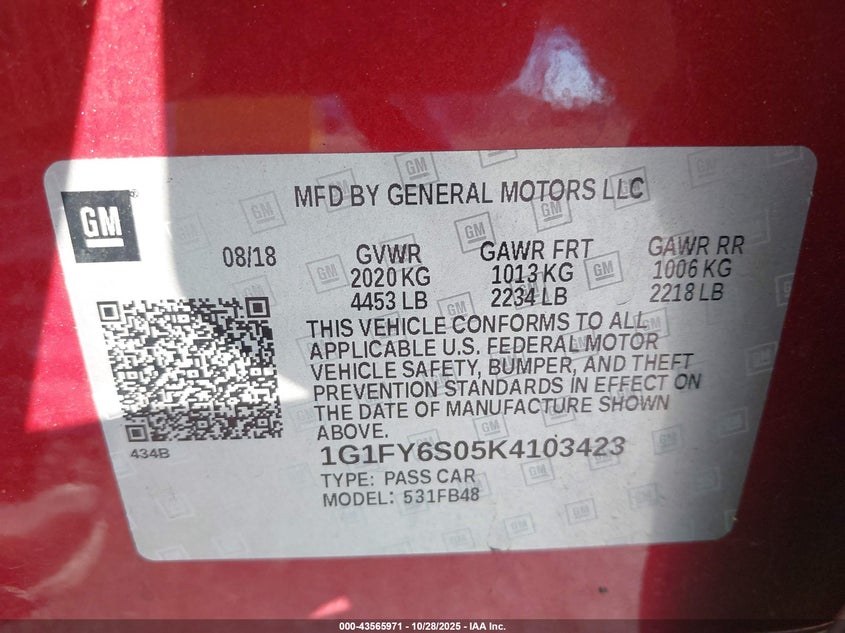 GM
MFD BY GENERAL MOTORS LLC
08/18
GVWR
2020 KG
4453 LB
GAWR FRT
1013 KG
2234 LB
GAWR RR
1006 KG
2218 LB
THIS VEHICLE CONFORMS TO ALL
APPLICABLE U.S. FEDERAL MOTOR
VEHICLE SAFETY, BUMPER, AND THEFT
PREVENTION STANDARDS IN EFFECT ON
THE DATE OF MANUFACTURE SHOWN
ABOVE.
434B
1G1FY6S05K4103423
TYPE: PASS CAR
MODEL: 531FB48
000-43565971 | 10/28/2025 - IAA Inc.